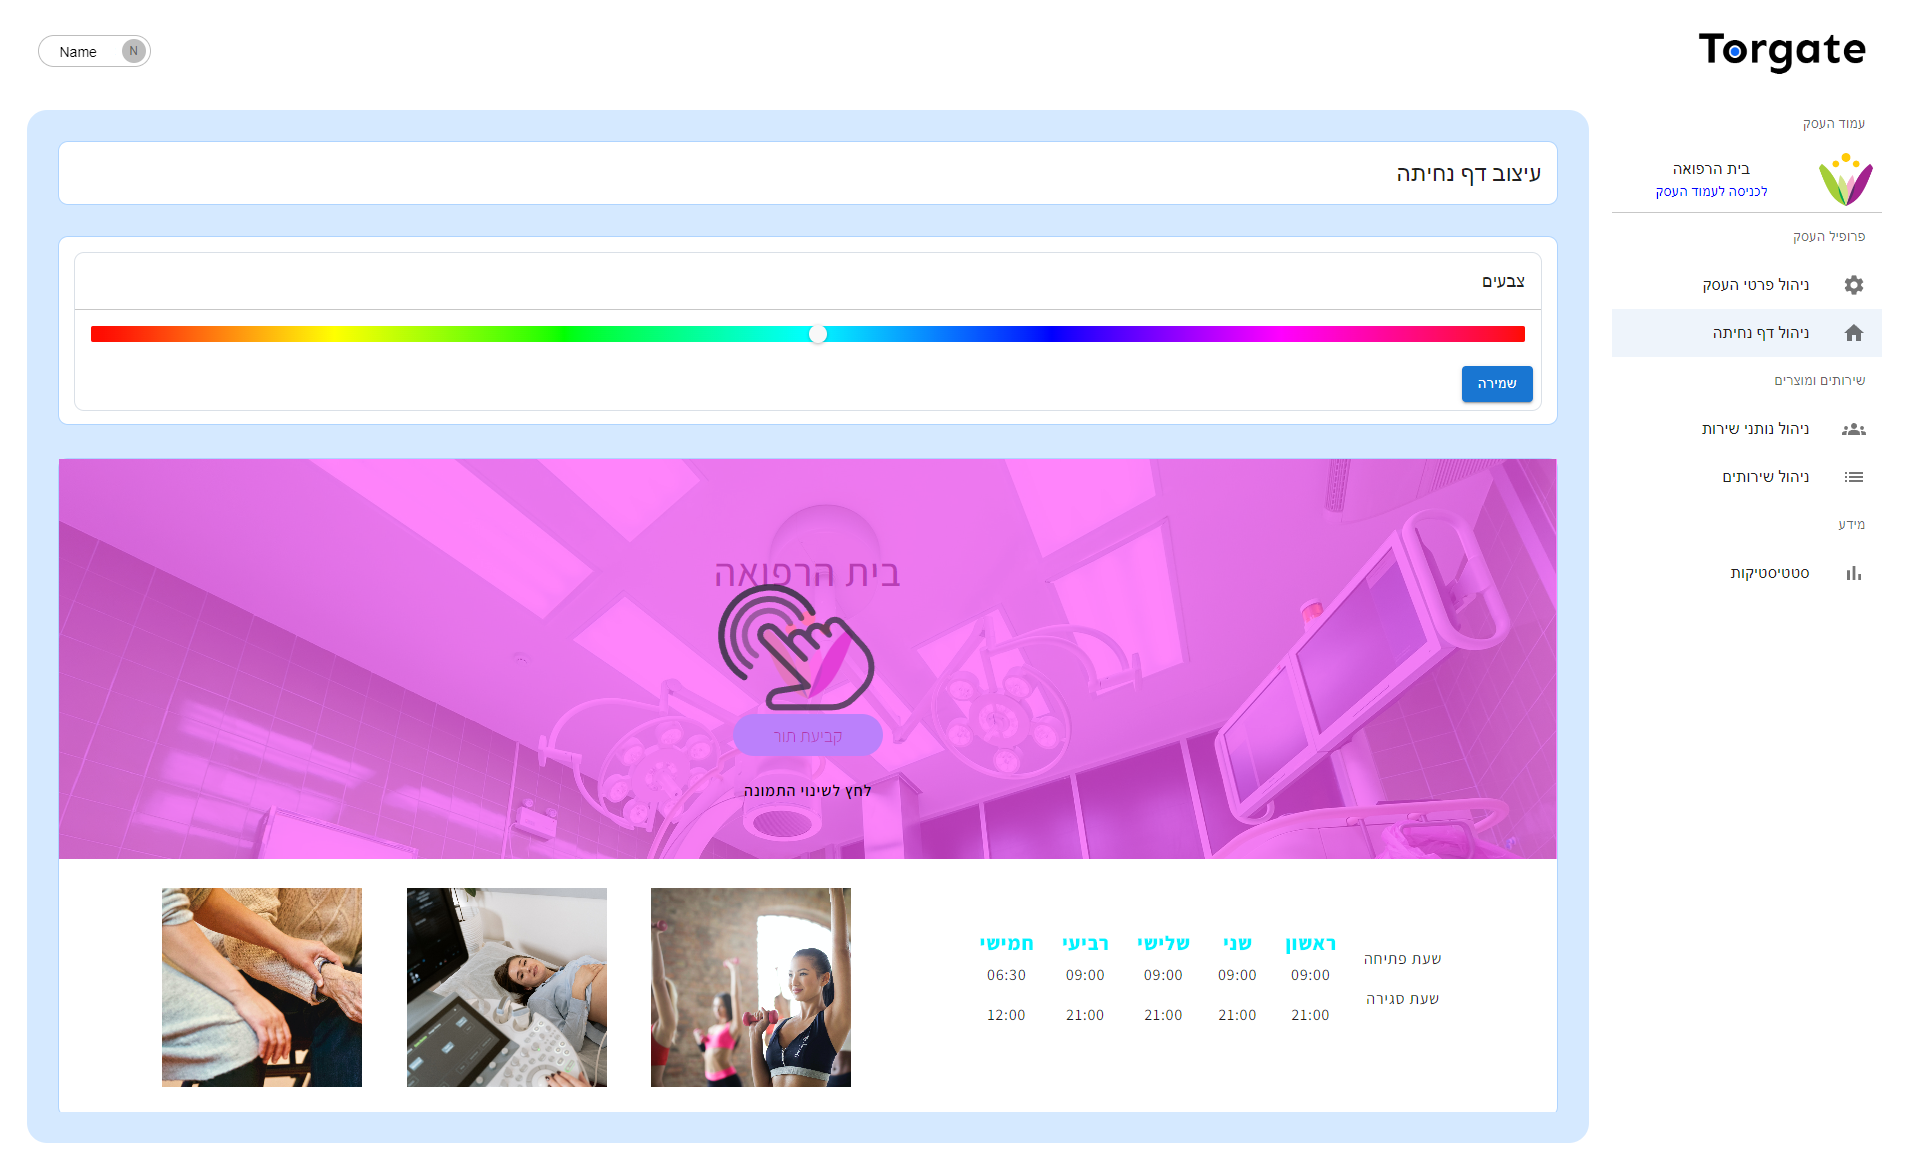 Torgate
Name
N
עמוד העסק
בית הרפואה
לכניסה לעמוד העסק
פרופיל העסק
ניהול פרטי העסק
ניהול דף נחיתה
שירותים ומוצרים
ניהול נותני שירות
ניהול שירותים
מידע
סטטיסטיקות
עיצוב דף נחיתה
צבעים
שמירה
בית הרפואה
קביעת תור
לחץ לשינוי התמונה
ראשון שני שלישי רביעי חמישי
שעת פתיחה 09:00 09:00 09:00 09:00 06:30
שעת סגירה 21:00 21:00 21:00 21:00 12:00